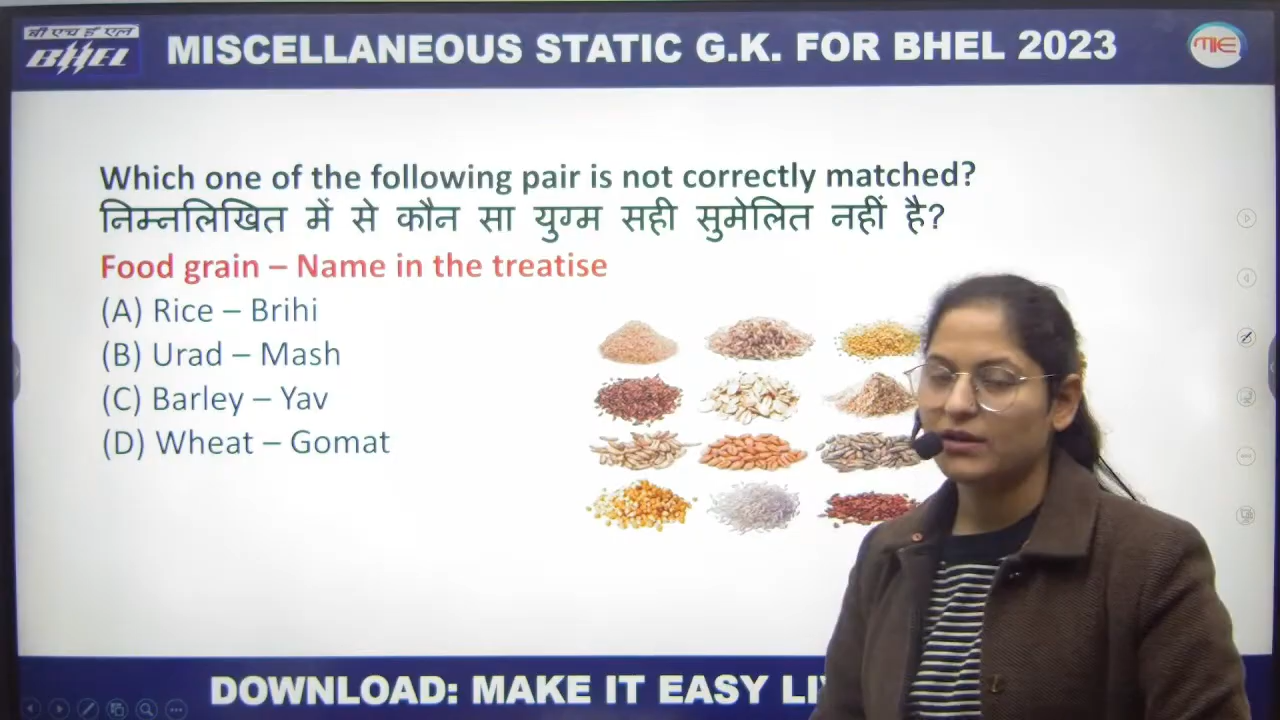 बी एच ई एल
BHEL
MISCELLANEOUS STATIC G.K. FOR BHEL 2023
MIE
Which one of the following pair is not correctly matched?
निम्नलिखित में से कौन सा युग्म सही सुमेलित नहीं है?
Food grain – Name in the treatise
(A) Rice – Brihi
(B) Urad – Mash
(C) Barley – Yav
(D) Wheat – Gomat
DOWNLOAD: MAKE IT EASY LI